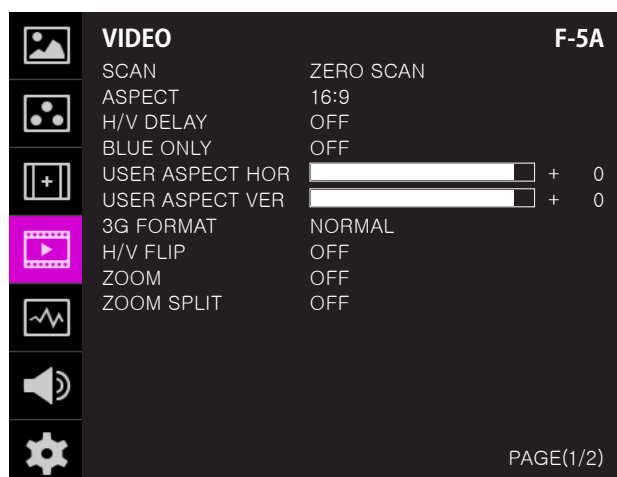 VIDEO F-5A
SCAN ZERO SCAN
ASPECT 16:9
H/V DELAY OFF
BLUE ONLY OFF
USER ASPECT HOR + 0
USER ASPECT VER + 0
3G FORMAT NORMAL
H/V FLIP OFF
ZOOM OFF
ZOOM SPLIT OFF
PAGE(1/2)